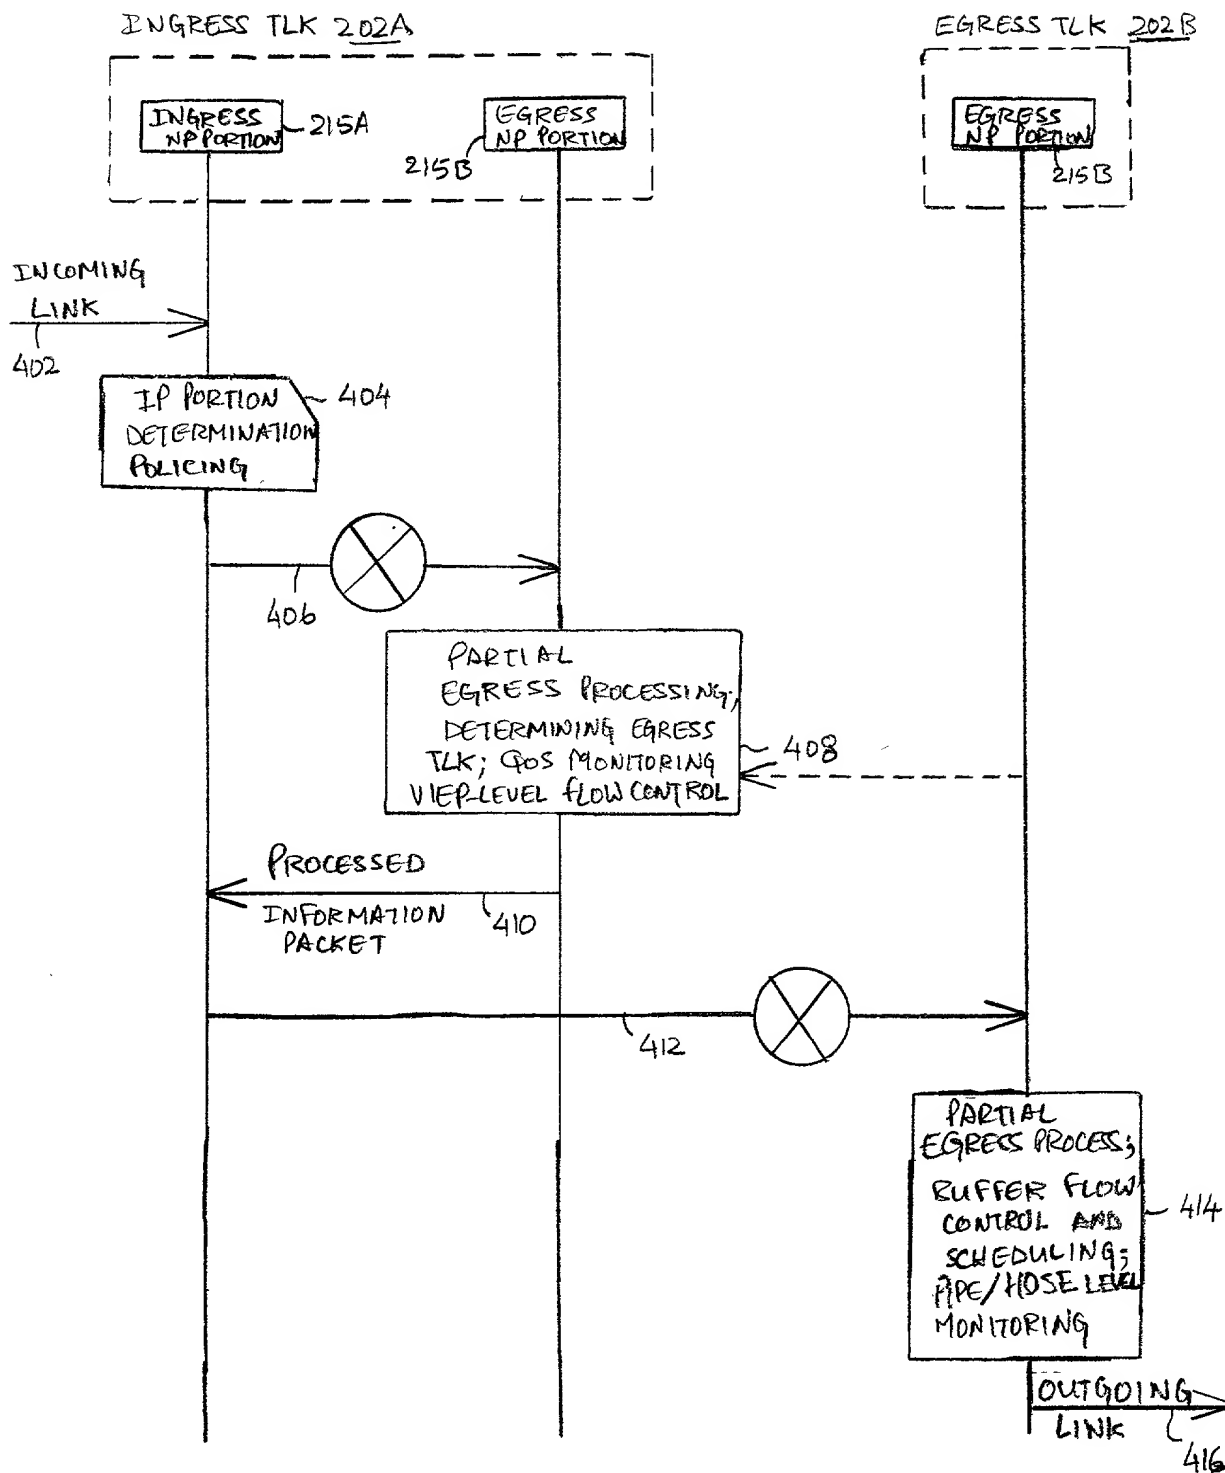 INGRESS TLK 202A
EGRESS TLK 202B
INGRESS
NP PORTION
215A
EGRESS
NP PORTION
215B
EGRESS
NP PORTION
215B
INCOMING
LINK
402
IP PORTION
DETERMINATION
POLICING
404
406
PARTIAL
EGRESS PROCESSING;
DETERMINING EGRESS
TLK; QOS MONITORING
VIEP-LEVEL FLOW CONTROL
408
PROCESSED
INFORMATION
PACKET
410
412
PARTIAL
EGRESS PROCESS;
BUFFER FLOW
CONTROL AND
SCHEDULING;
PIPE/HOSE LEVEL
MONITORING
414
OUTGOING
LINK
416